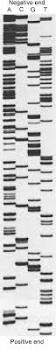 Negative end
A C G T
Positive end